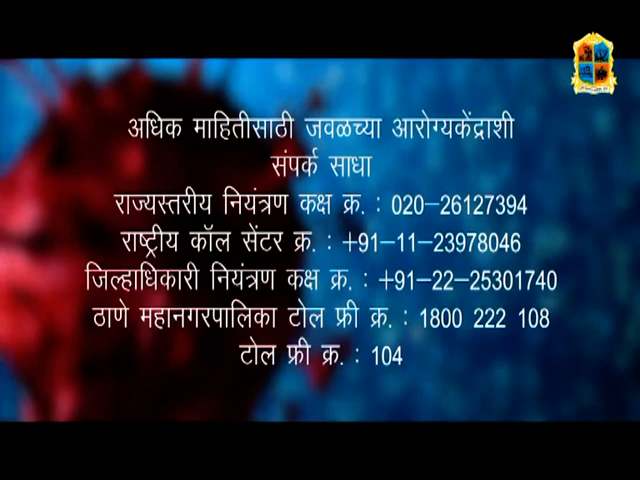 अधिक माहितीसाठी जवळच्या आरोग्यकेंद्राशी
संपर्क साधा
राज्यस्तरीय नियंत्रण कक्ष क्र. : 020-26127394
राष्ट्रीय कॉल सेंटर क्र. : +91-11-23978046
जिल्हाधिकारी नियंत्रण कक्ष क्र. : +91-22-25301740
ठाणे महानगरपालिका टोल फ्री क्र. : 1800 222 108
टोल फ्री क्र. : 104